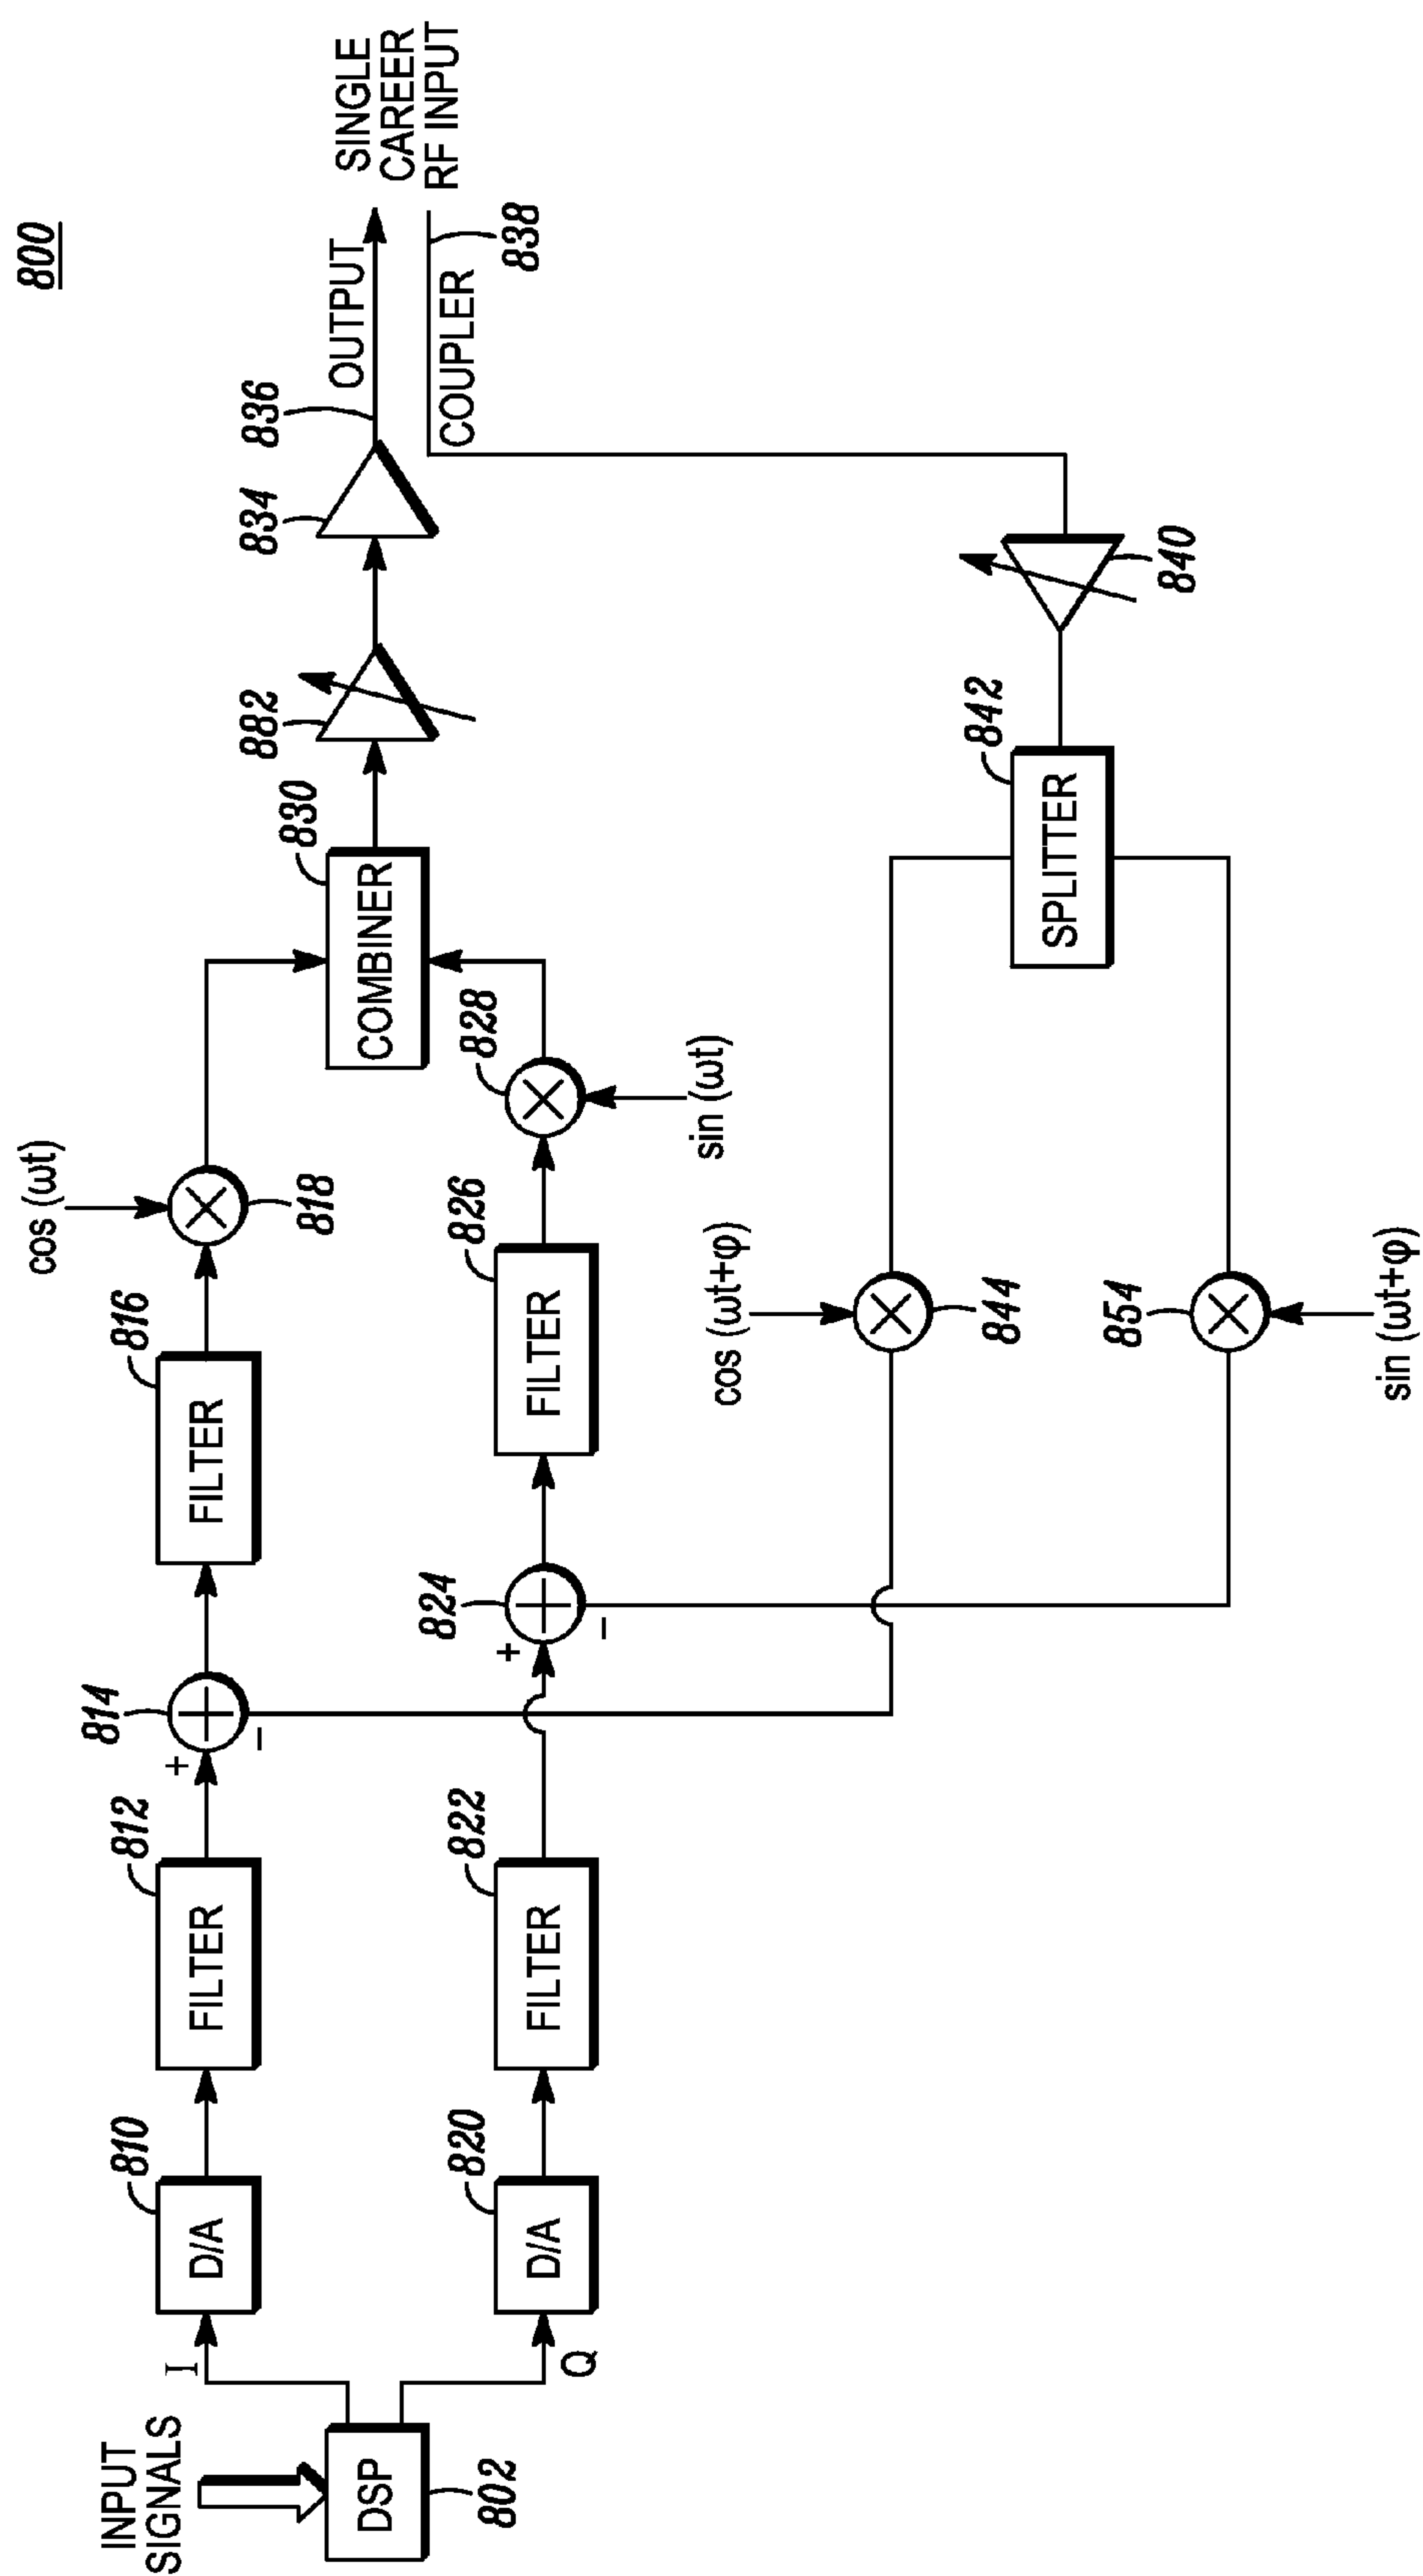 800
INPUT
SIGNALS
DSP
802
I
Q
D/A
810
FILTER
812
+
−
814
FILTER
816
cos (ωt)
818
D/A
820
FILTER
822
+
−
824
FILTER
826
828
sin (ωt)
COMBINER
830
882
834
836
OUTPUT
SINGLE
CAREER
RF INPUT
COUPLER
838
840
SPLITTER
842
cos (ωt+φ)
844
854
sin (ωt+φ)